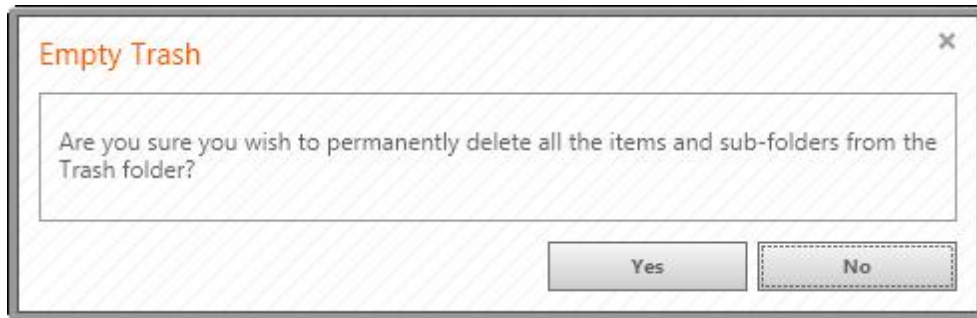 Empty Trash
Are you sure you wish to permanently delete all the items and sub-folders from the
Trash folder?
Yes
No